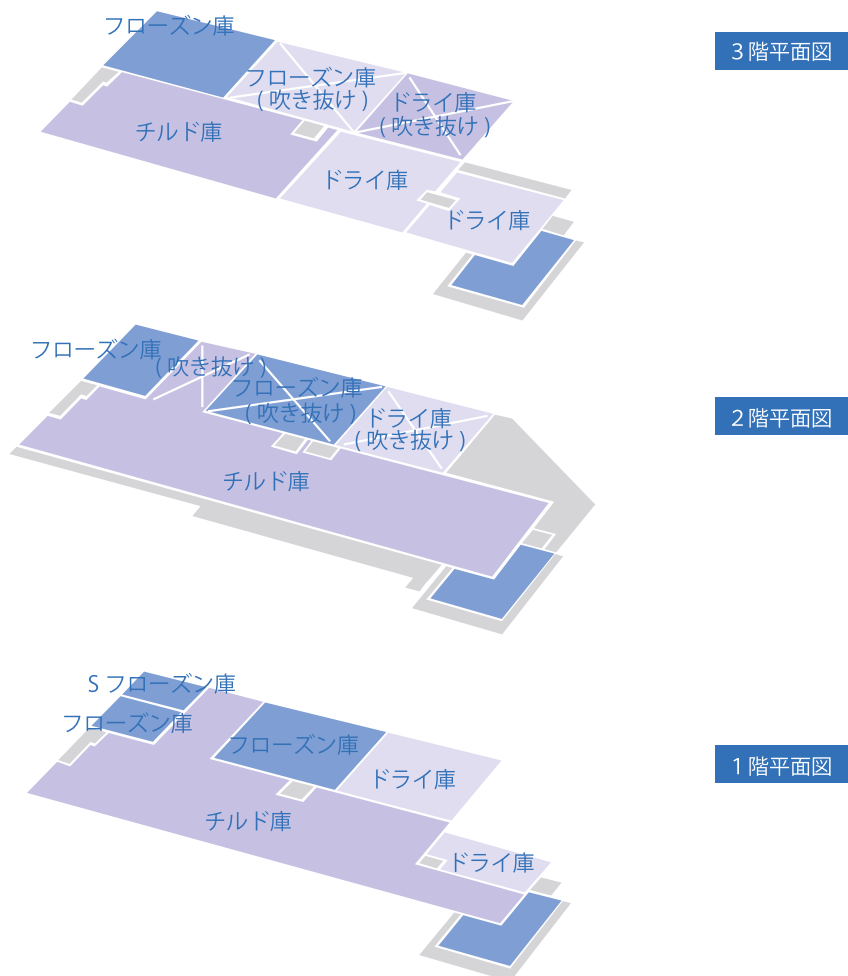 フローズン庫
3 階平面図
フローズン庫
( 吹き抜け )
ドライ庫
( 吹き抜け )
チルド庫
ドライ庫
ドライ庫
フローズン庫
( 吹き抜け )
フローズン庫
( 吹き抜け )
ドライ庫
( 吹き抜け )
2 階平面図
チルド庫
S フローズン庫
フローズン庫
フローズン庫
ドライ庫
1 階平面図
チルド庫
ドライ庫